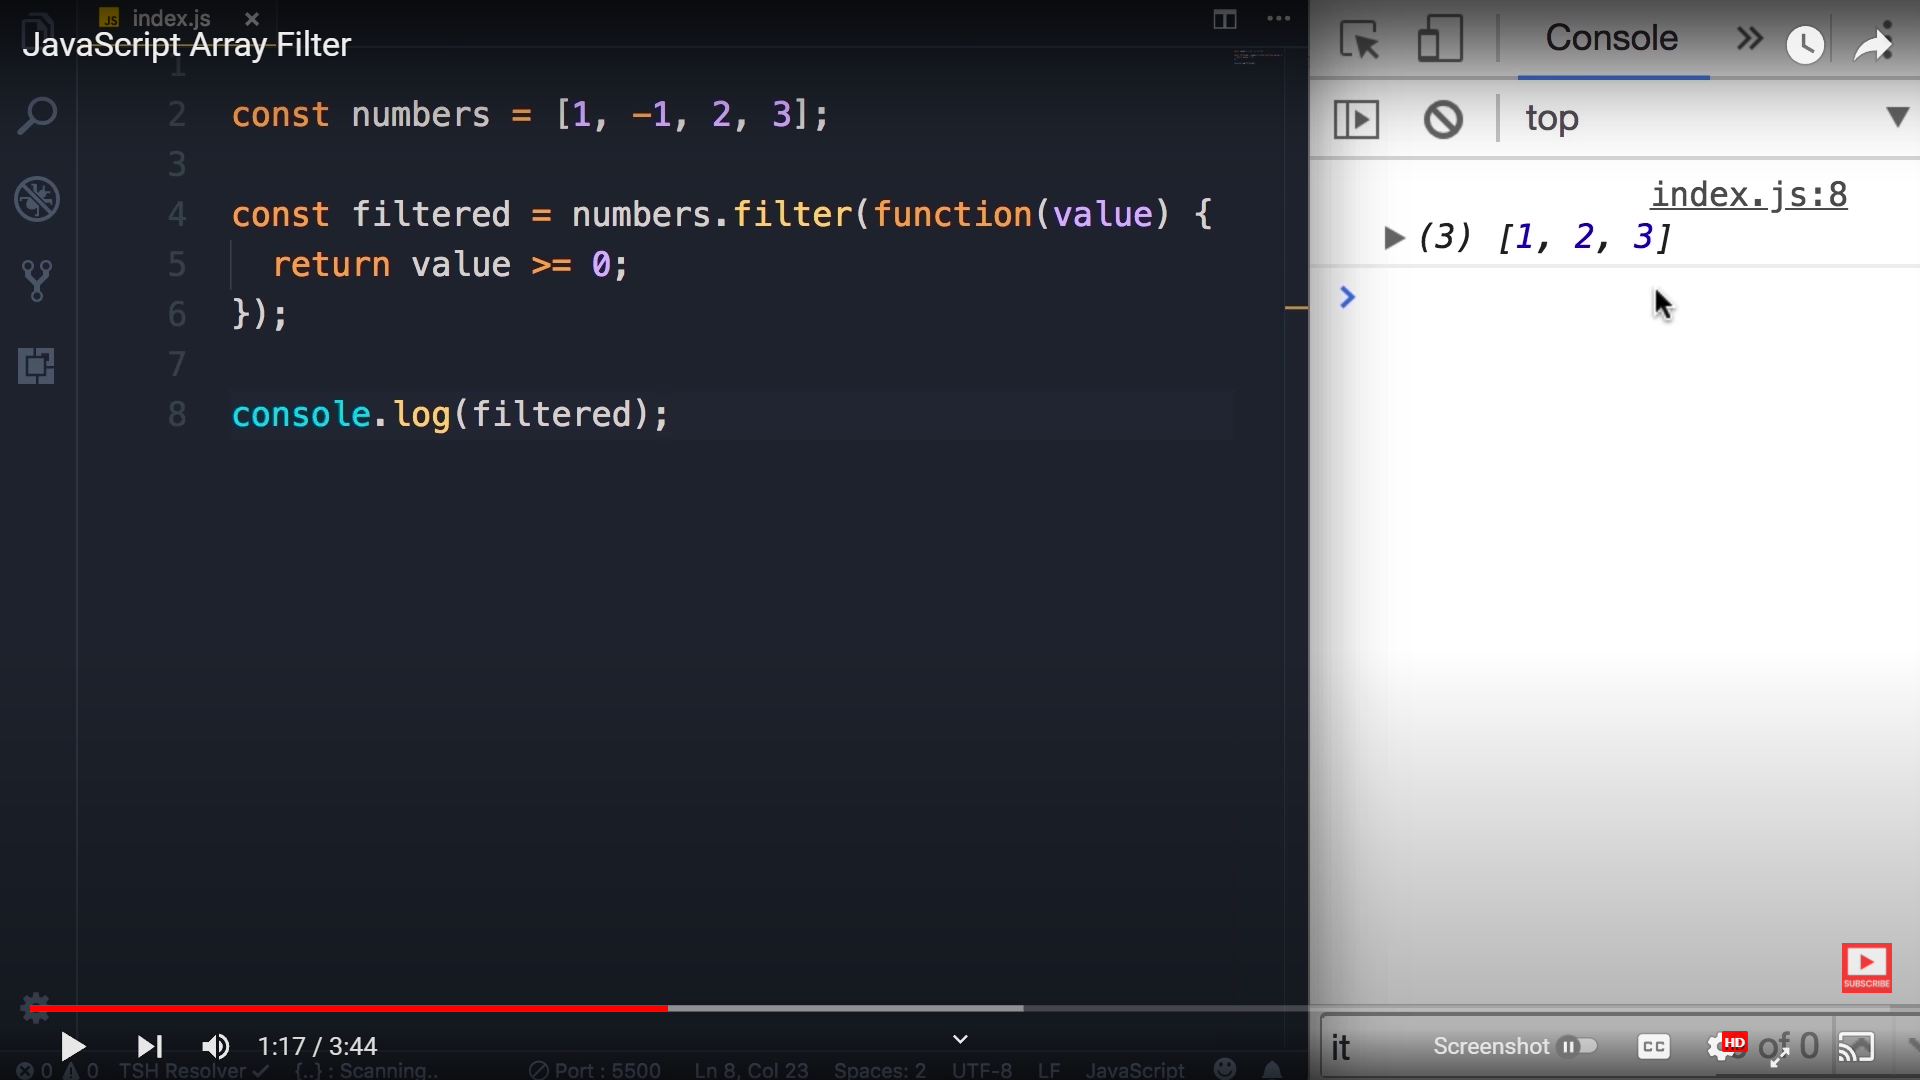 JS index.js ×
JavaScript Array Filter
1
2 const numbers = [1, -1, 2, 3];
3
4 const filtered = numbers.filter(function(value) {
5 return value >= 0;
6 });
7
8 console.log(filtered);
Console
top
index.js:8
(3) [1, 2, 3]
SUBSCRIBE
1:17 / 3:44
it
Screenshot
CC
HD
of 0
0 0 TSH Resolver ✓ {..} : Scanning.. Port : 5500 Ln 8, Col 23 Spaces: 2 UTF-8 LF JavaScript